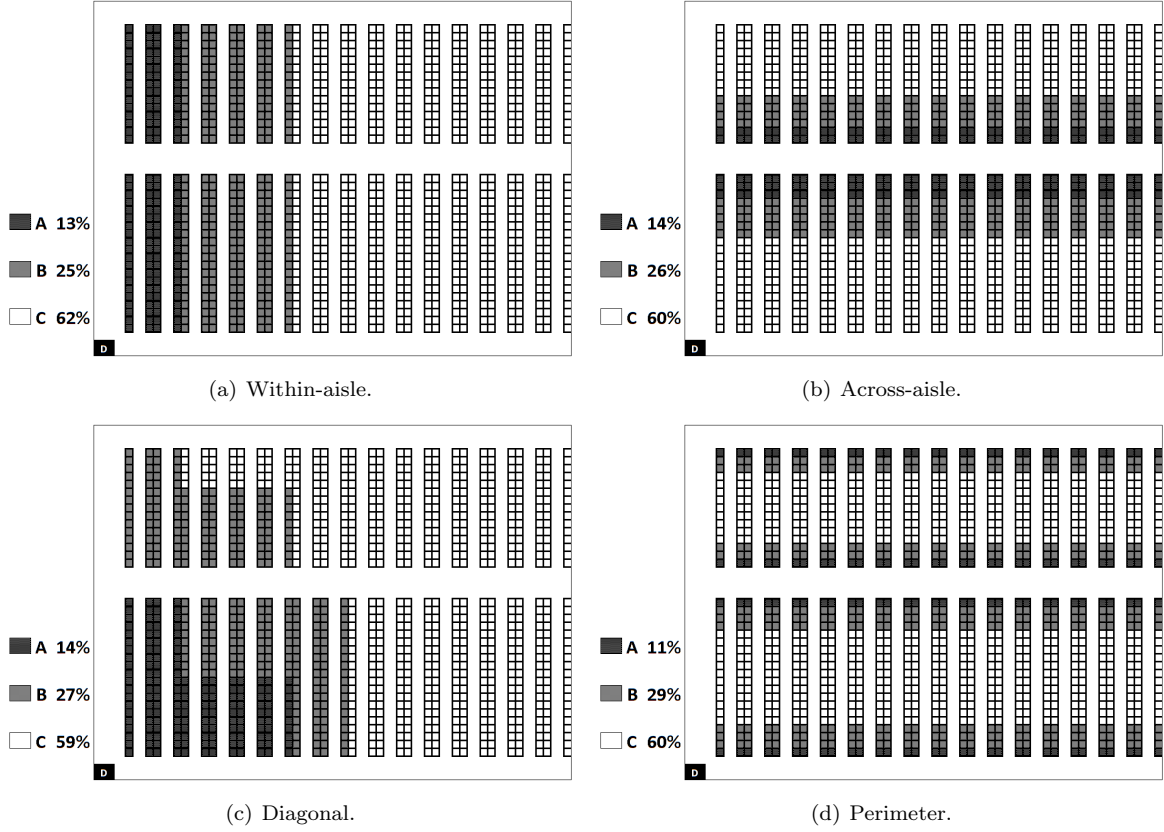 A 13%
B 25%
C 62%
D
(a) Within-aisle.
A 14%
B 26%
C 60%
D
(b) Across-aisle.
A 14%
B 27%
C 59%
D
(c) Diagonal.
A 11%
B 29%
C 60%
D
(d) Perimeter.